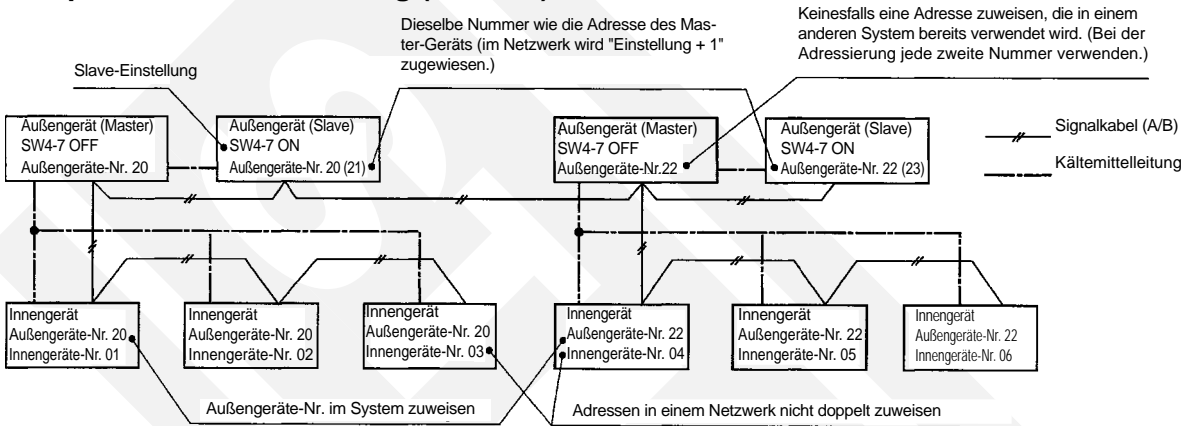 Dieselbe Nummer wie die Adresse des Mas-
ter-Geräts (im Netzwerk wird "Einstellung + 1"
zugewiesen.)
Keinesfalls eine Adresse zuweisen, die in einem
anderen System bereits verwendet wird. (Bei der
Adressierung jede zweite Nummer verwenden.)
Slave-Einstellung
Außengerät (Master)
SW4-7 OFF
Außengeräte-Nr. 20
Außengerät (Slave)
SW4-7 ON
Außengeräte-Nr. 20 (21)
Außengerät (Master)
SW4-7 OFF
Außengeräte-Nr.22
Außengerät (Slave)
SW4-7 ON
Außengeräte-Nr. 22 (23)
Signalkabel (A/B)
Kältemittelleitung
Innengerät
Außengeräte-Nr. 20
Innengeräte-Nr. 01
Innengerät
Außengeräte-Nr. 20
Innengeräte-Nr. 02
Innengerät
Außengeräte-Nr. 20
Innengeräte-Nr. 03
Innengerät
Außengeräte-Nr. 22
Innengeräte-Nr. 04
Innengerät
Außengeräte-Nr. 22
Innengeräte-Nr. 05
Innengerät
Außengeräte-Nr. 22
Innengeräte-Nr. 06
Außengeräte-Nr. im System zuweisen
Adressen in einem Netzwerk nicht doppelt zuweisen